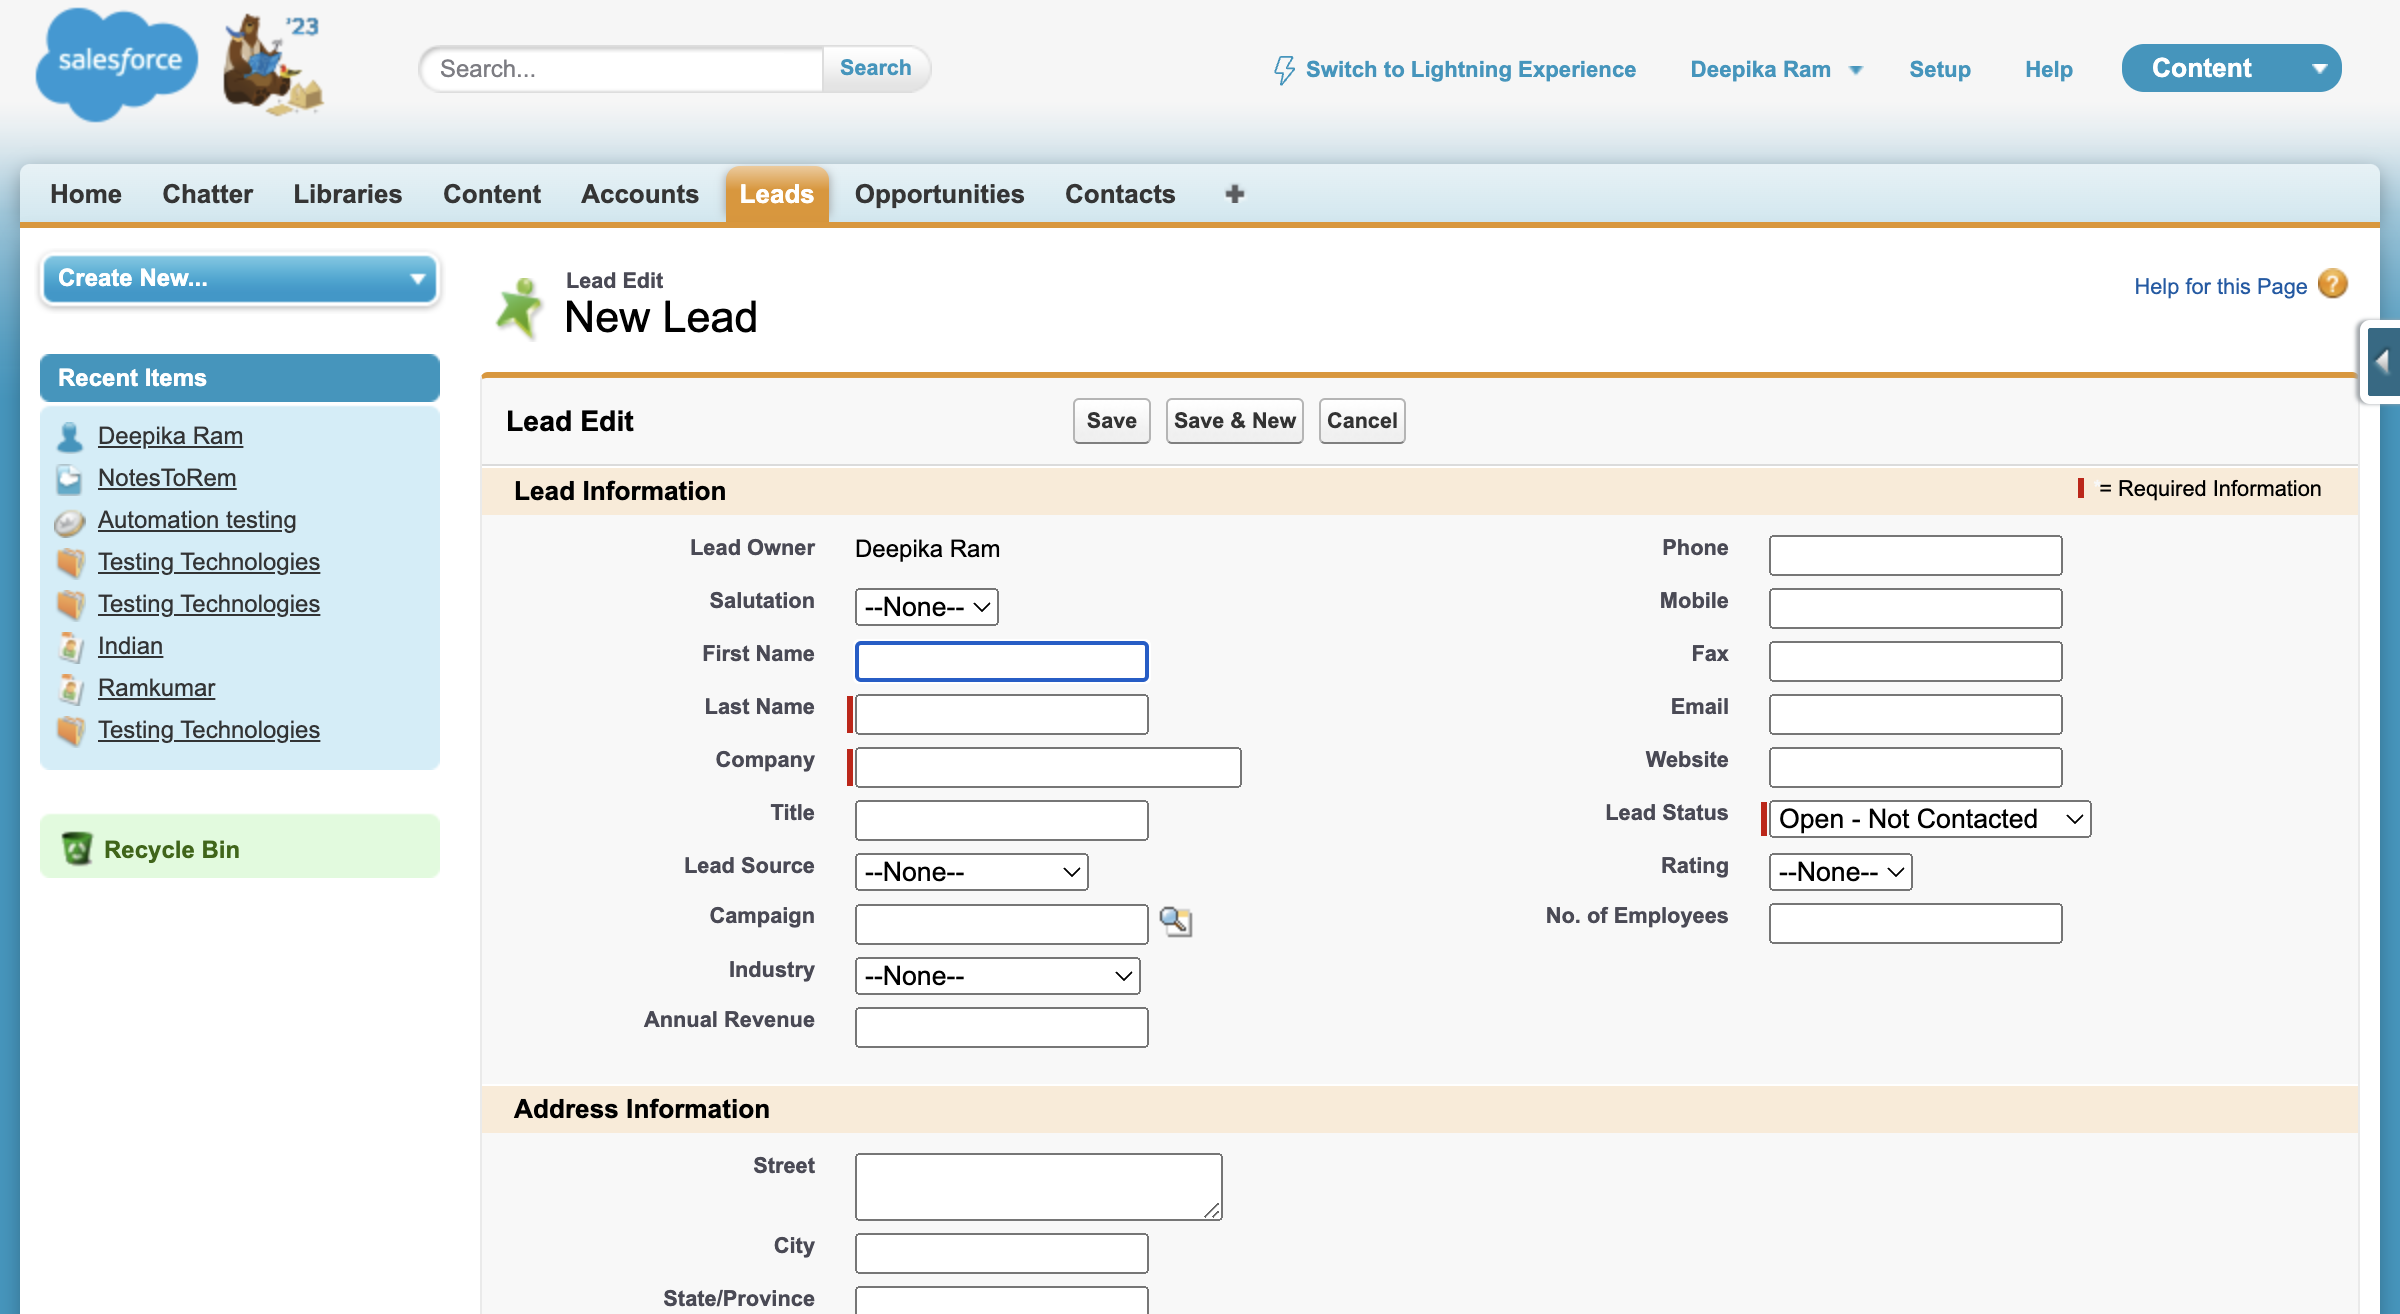 salesforce
'23
Search...
Search
Switch to Lightning Experience
Deepika Ram
Setup
Help
Content
Home
Chatter
Libraries
Content
Accounts
Leads
Opportunities
Contacts
Create New...
Recent Items
Deepika Ram
NotesToRem
Automation testing
Testing Technologies
Testing Technologies
Indian
Ramkumar
Testing Technologies
Recycle Bin
Lead Edit
New Lead
Help for this Page
?
Lead Edit
Save
Save & New
Cancel
Lead Information
= Required Information
Lead Owner
Deepika Ram
Salutation
--None--
First Name
Last Name
Company
Title
Lead Source
--None--
Campaign
Industry
--None--
Annual Revenue
Phone
Mobile
Fax
Email
Website
Lead Status
Open - Not Contacted
Rating
--None--
No. of Employees
Address Information
Street
City
State/Province